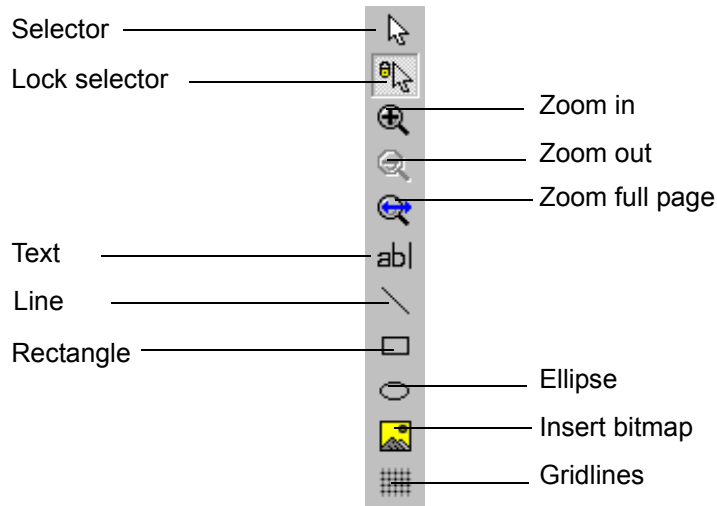 Selector
Lock selector
Zoom in
Zoom out
Zoom full page
Text
ab
Line
Rectangle
Ellipse
Insert bitmap
Gridlines